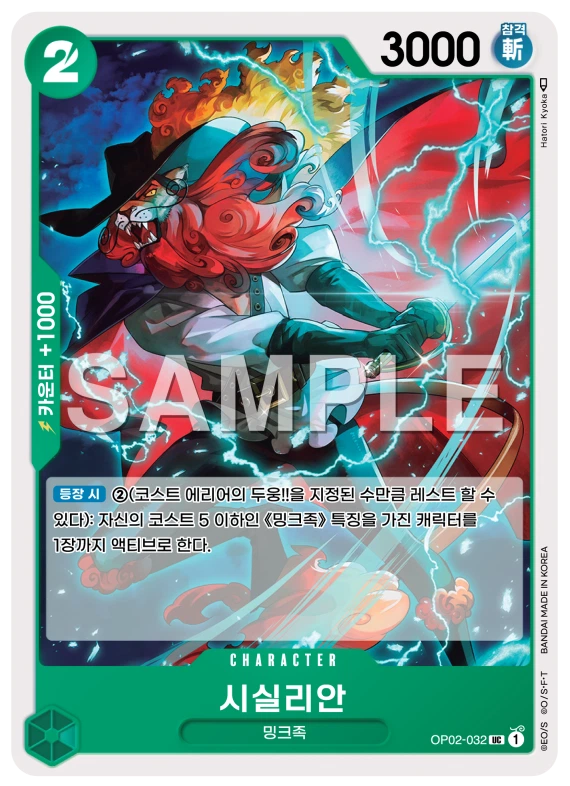 2
3000
참격
斬
Hatori Kyoka
카운터 +1000
SAMPLE
등장 시 ②(코스트 에리어의 두웅!!을 지정된 수만큼 레스트 할 수
있다): 자신의 코스트 5 이하인 《밍크족》 특징을 가진 캐릭터를
1장까지 액티브로 한다.
CHARACTER
시실리안
밍크족
OP02-032 UC 1
©EO/S ©O/S·F·T BANDAI MADE IN KOREA